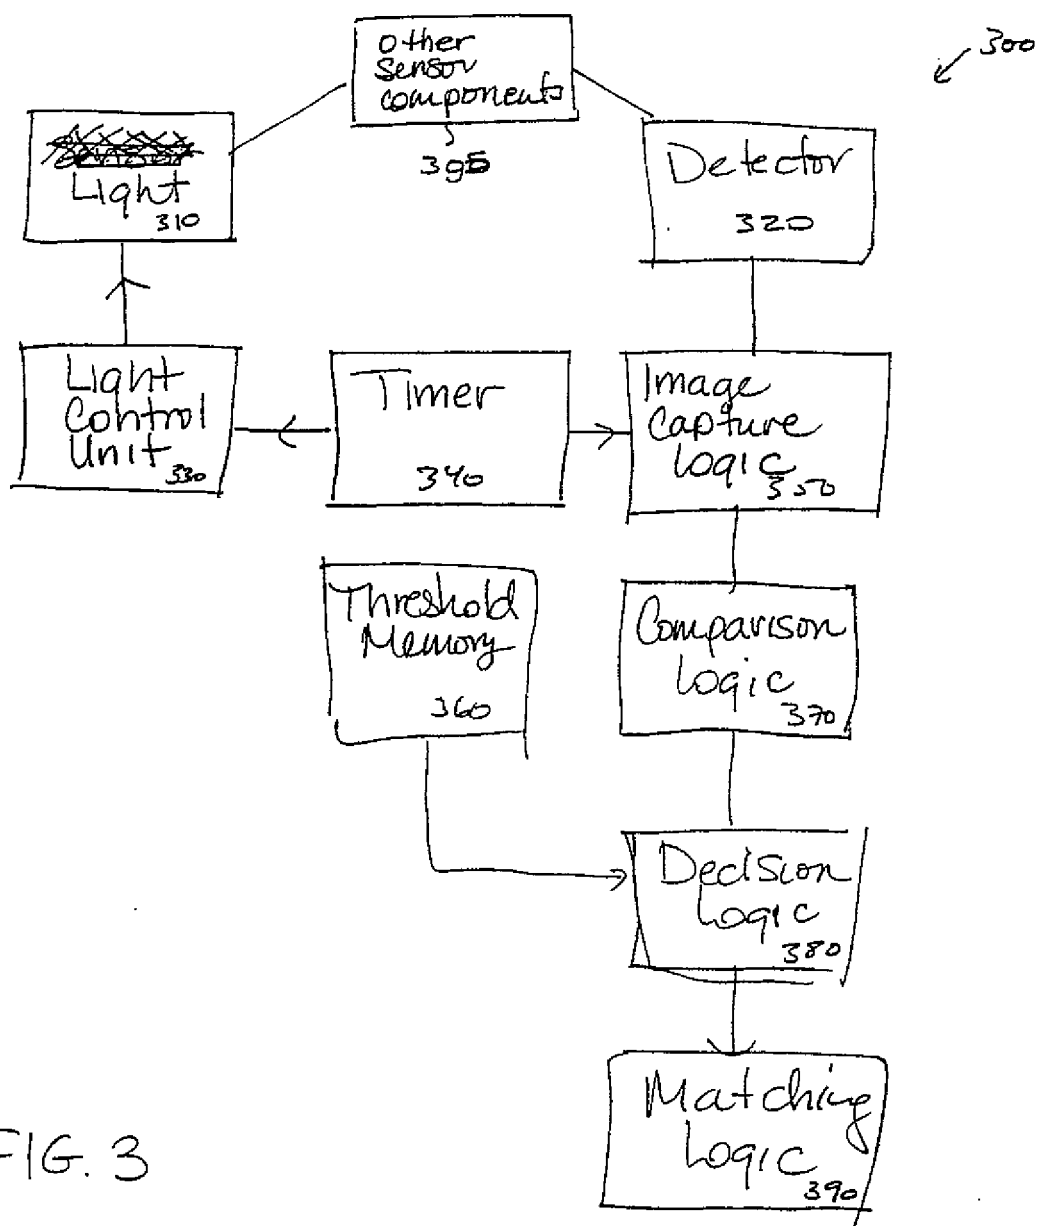 300
Other
sensor
components
395
Light
310
Detector
320
Light
Control
Unit
330
Timer
340
Image
Capture
Logic
350
Threshold
Memory
360
Comparison
Logic
370
Decision
Logic
380
Matching
Logic
390
FIG. 3